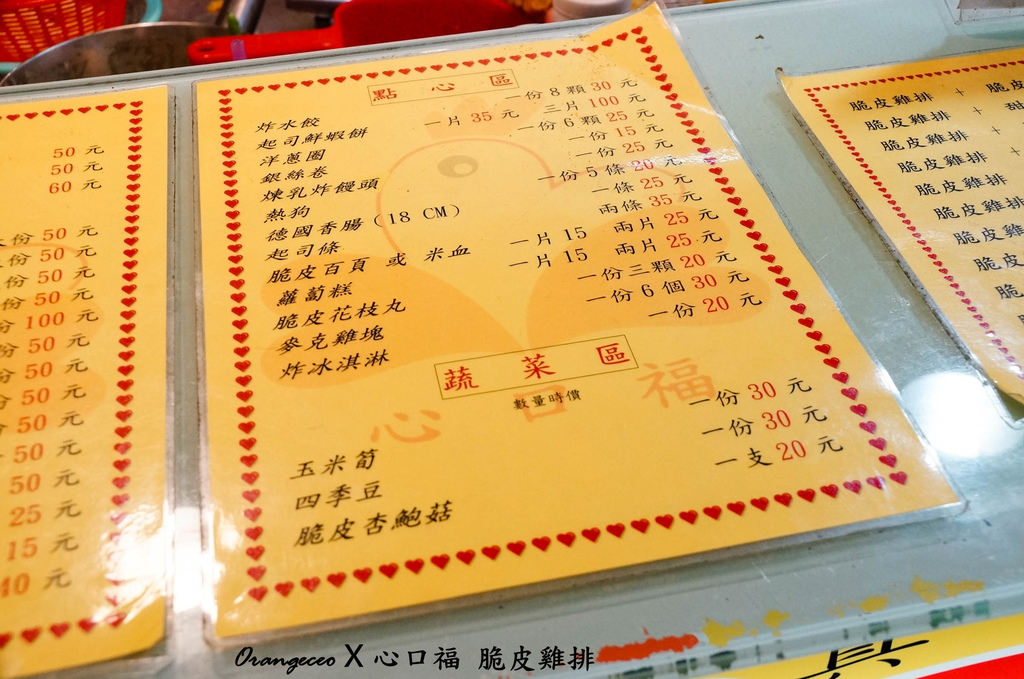 50 元
50 元
60 元
份 50 元
份 50 元
份 50 元
份 50 元
份 100 元
份 50 元
50 元
50 元
50 元
50 元
50 元
25 元
15 元
40 元
點 心 區
炸水餃 一份 8 顆 30 元
起司鮮蝦餅 一片 35 元 三片 100 元
洋蔥圈 一份 6 顆 25 元
銀絲卷 一份 15 元
煉乳炸饅頭 一份 25 元
熱狗 一份 5 條 20 元
德國香腸（18 CM） 一條 25 元
起司條 兩條 35 元
脆皮百頁 或 米血 一片 15 兩片 25 元
蘿蔔糕 一片 15 兩片 25 元
脆皮花枝丸 一份三顆 20 元
麥克雞塊 一份 6 個 30 元
炸冰淇淋 一份 20 元
蔬 菜 區
數量時價
心 口 福
玉米筍 一份 30 元
四季豆 一份 30 元
脆皮杏鮑菇 一支 20 元
脆皮雞排 + 脆皮
脆皮雞排 + 甜
脆皮雞排 +
脆皮雞排 +
脆皮雞排
脆皮雞排
脆皮雞
脆皮
脆
Orangeceo X 心口福 脆皮雞排